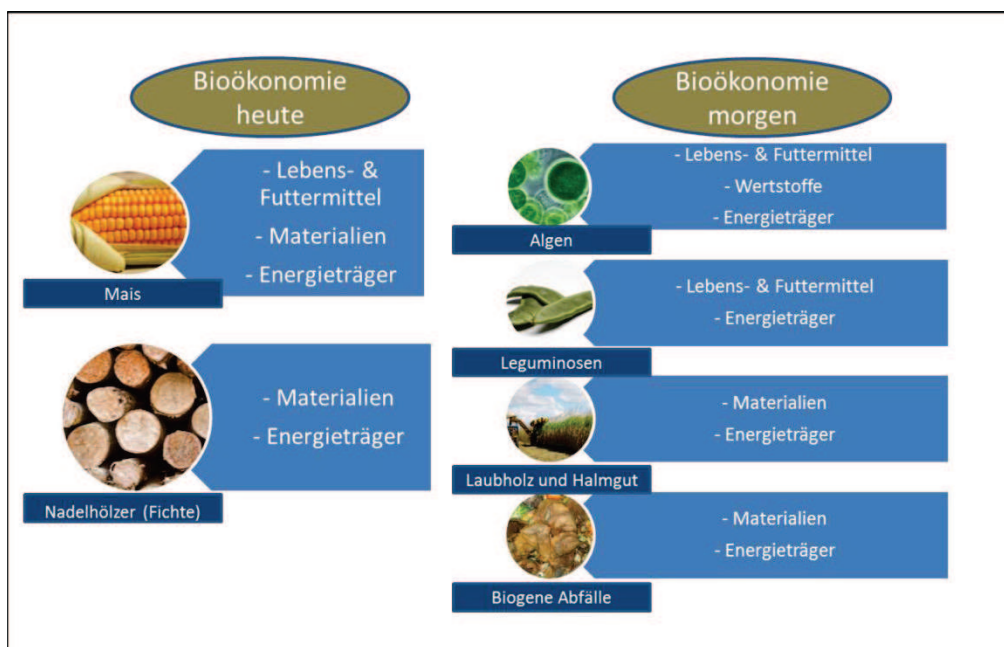 Bioökonomie
heute
- Lebens- &
Futtermittel
- Materialien
- Energieträger
Mais
- Materialien
- Energieträger
Nadelhölzer (Fichte)
Bioökonomie
morgen
- Lebens- & Futtermittel
- Wertstoffe
- Energieträger
Algen
- Lebens- & Futtermittel
- Energieträger
Leguminosen
- Materialien
- Energieträger
Laubholz und Halmgut
- Materialien
- Energieträger
Biogene Abfälle